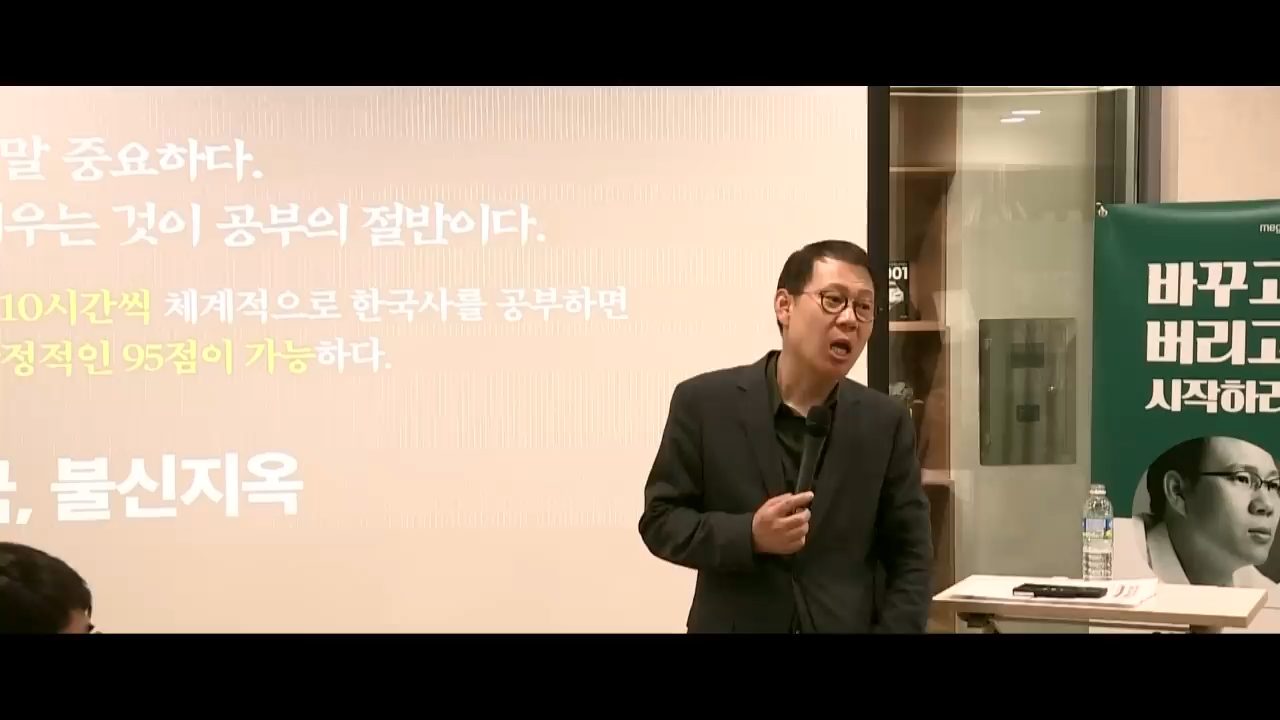 말 중요하다.
우는 것이 공부의 절반이다.
10시간씩 체계적으로 한국사를 공부하면
정적인 95점이 가능하다.
불신지옥
001
meg
바꾸고
버리고
시작하라